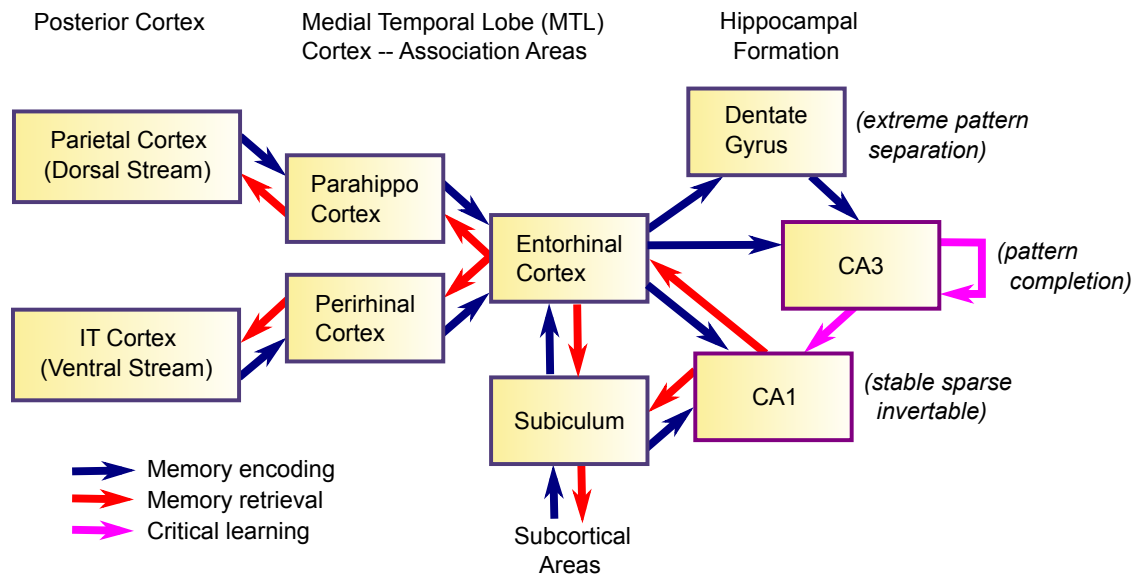 Posterior Cortex
Medial Temporal Lobe (MTL)
Cortex -- Association Areas
Hippocampal
Formation
Parietal Cortex
(Dorsal Stream)
Parahippo
Cortex
Dentate
Gyrus
(extreme pattern
separation)
Entorhinal
Cortex
CA3
(pattern
completion)
IT Cortex
(Ventral Stream)
Perirhinal
Cortex
Subiculum
CA1
(stable sparse
invertable)
Memory encoding
Memory retrieval
Critical learning
Subcortical
Areas